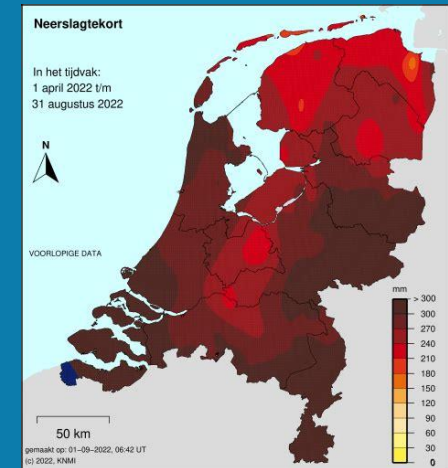 Neerslagtekort
In het tijdvak:
1 april 2022 t/m
31 augustus 2022
N
VOORLOPIGE DATA
mm
> 300
300
270
240
210
180
150
120
90
60
30
0
50 km
gemaakt op: 01-09-2022, 06:42 UT
(c) 2022, KNMI